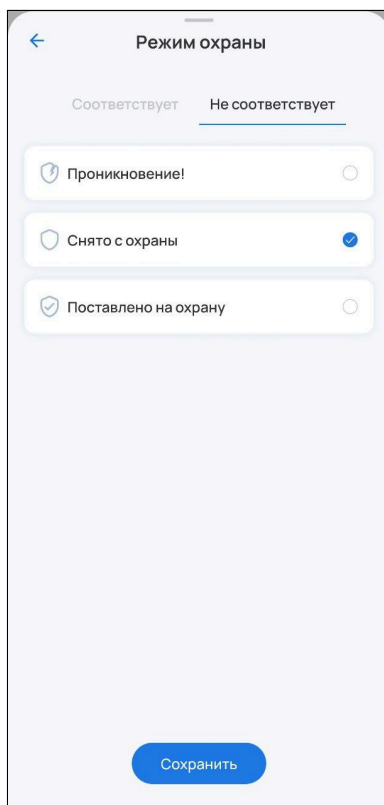 Режим охраны
Соответствует Не соответствует
Проникновение!
Снято с охраны
Поставлено на охрану
Сохранить